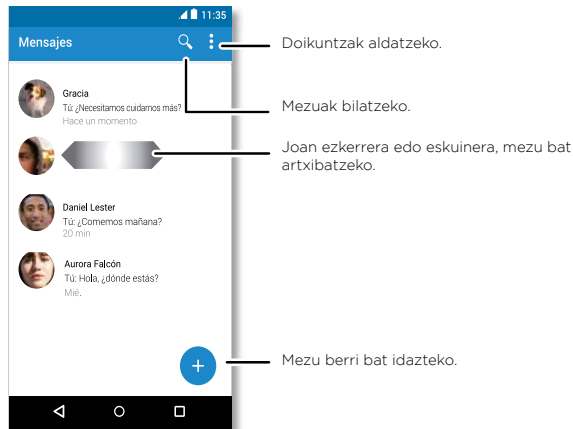 11:35
Mensajes
Doikuntzak aldatzeko.
Gracia
Tú: ¿Necesitamos cuidarnos más?
Hace un momento
Mezuak bilatzeko.
Joan ezkerrera edo eskuinera, mezu bat
artxibatzeko.
Daniel Lester
Tú: ¿Comemos mañana?
20 min
Aurora Falcón
Tú: Hola, ¿dónde estás?
Mié.
+
Mezu berri bat idazteko.